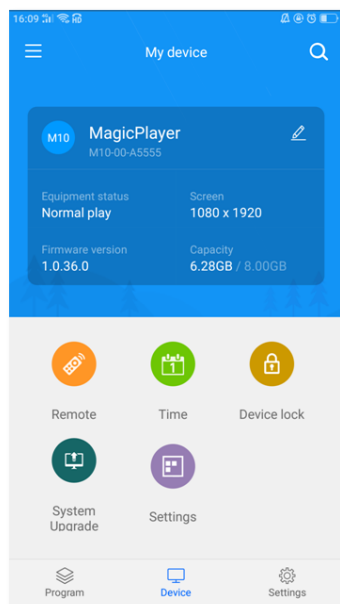 16:09
My device
M10
MagicPlayer
M10-00-A5555
Equipment status
Screen
Normal play
1080 x 1920
Firmware version
Capacity
1.0.36.0
6.28GB / 8.00GB
1
Remote
Time
Device lock
System
Upgrade
Settings
Program
Device
Settings